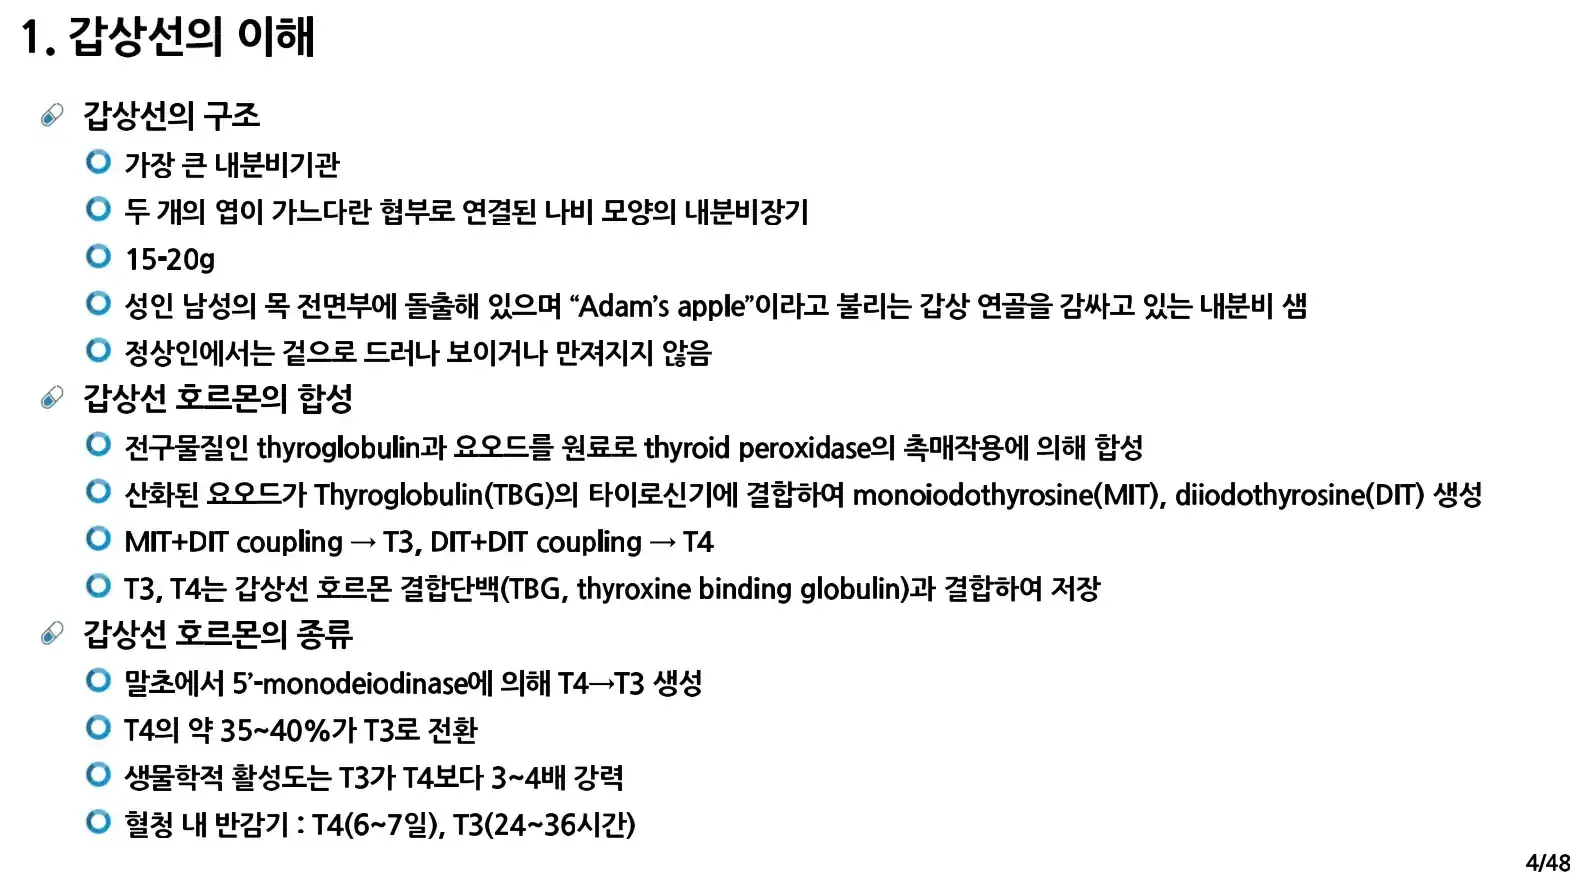 1. 갑상선의 이해
갑상선의 구조
가장 큰 내분비기관
두 개의 엽이 가느다란 협부로 연결된 나비 모양의 내분비장기
15-20g
성인 남성의 목 전면부에 돌출해 있으며 “Adam’s apple”이라고 불리는 갑상 연골을 감싸고 있는 내분비 샘
정상인에서는 겉으로 드러나 보이거나 만져지지 않음
갑상선 호르몬의 합성
전구물질인 thyroglobulin과 요오드를 원료로 thyroid peroxidase의 촉매작용에 의해 합성
산화된 요오드가 Thyroglobulin(TBG)의 타이로신기에 결합하여 monoiodothyrosine(MIT), diiodothyrosine(DIT) 생성
MIT+DIT coupling → T3, DIT+DIT coupling → T4
T3, T4는 갑상선 호르몬 결합단백(TBG, thyroxine binding globulin)과 결합하여 저장
갑상선 호르몬의 종류
말초에서 5’-monodeiodinase에 의해 T4→T3 생성
T4의 약 35~40%가 T3로 전환
생물학적 활성도는 T3가 T4보다 3~4배 강력
혈청 내 반감기 : T4(6~7일), T3(24~36시간)
4/48